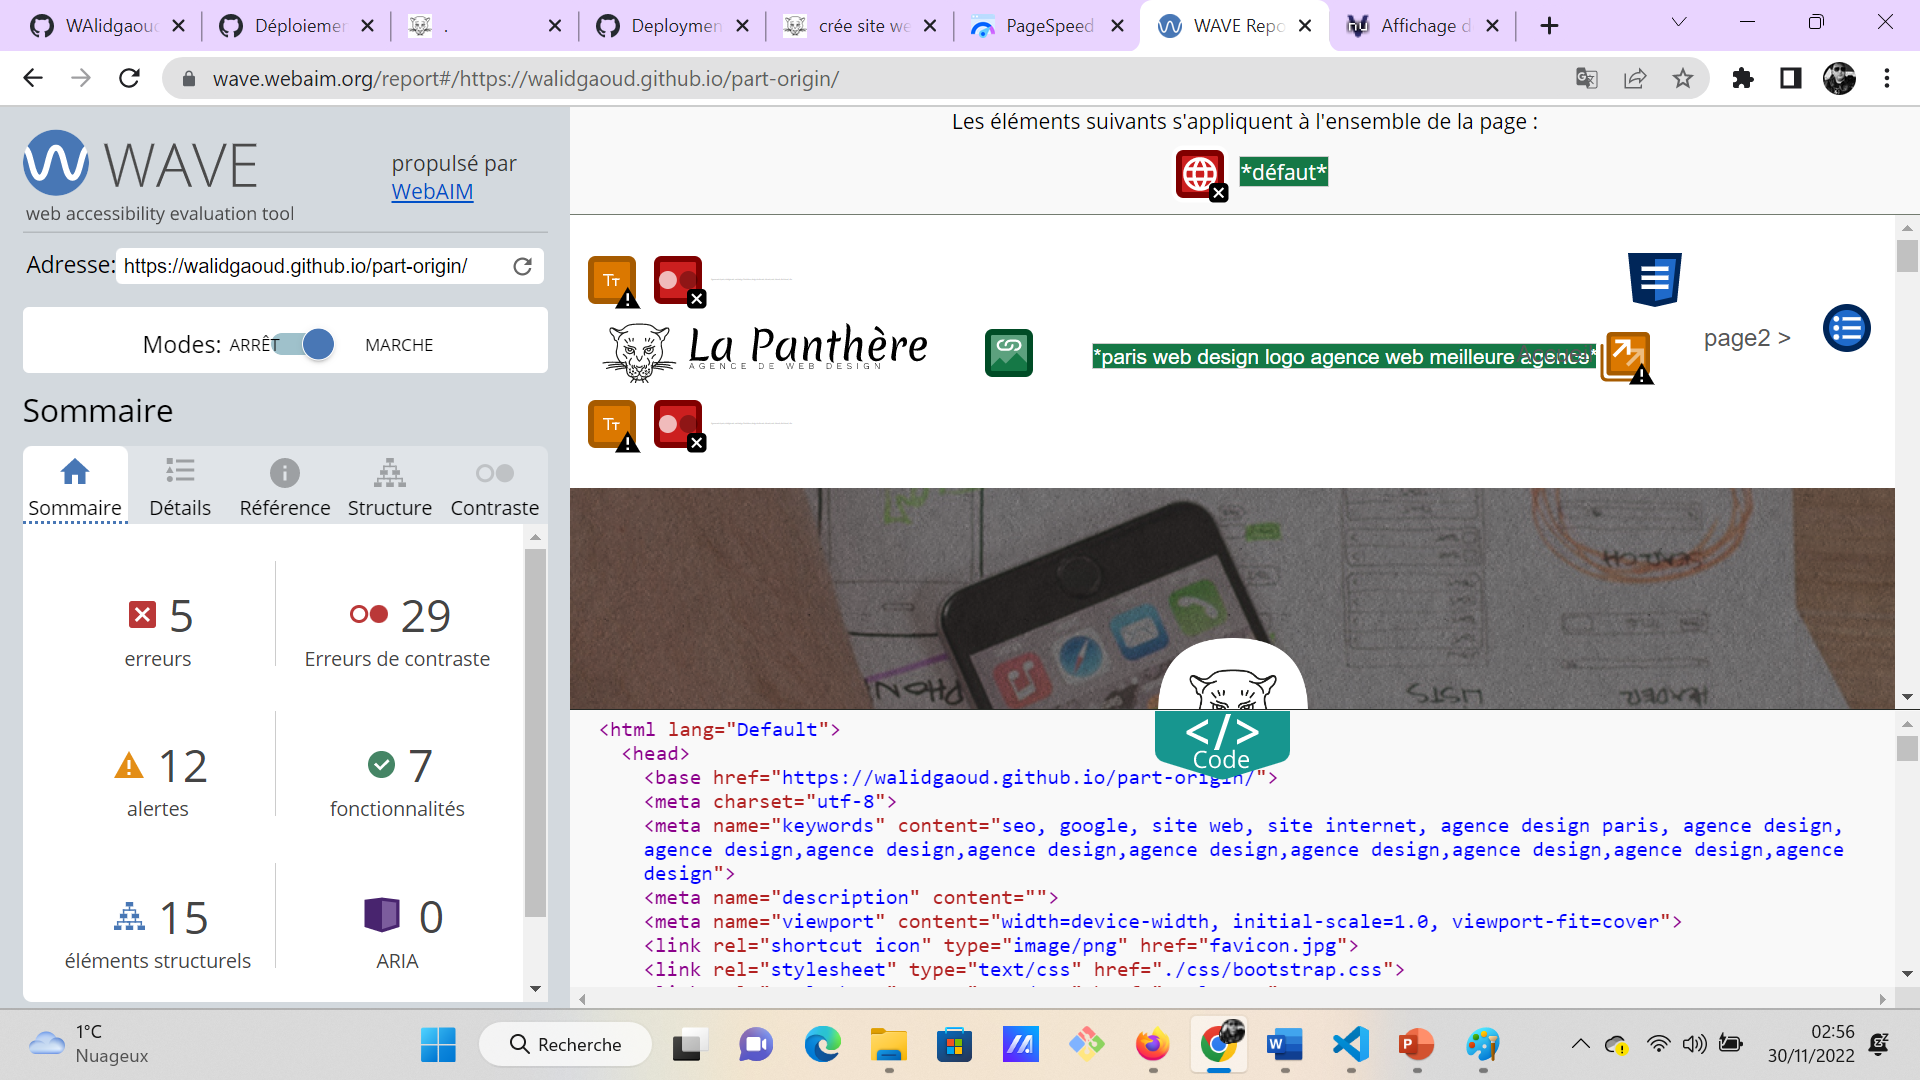 WAlidgaou
Déploiemer
.
Deploymen
crée site we
PageSpeed
WAVE Repo
Affichage d
wave.webaim.org/report#/https://walidgaoud.github.io/part-origin/
WAVE
web accessibility evaluation tool
propulsé par
WebAIM
Adresse:
https://walidgaoud.github.io/part-origin/
Modes: ARRÊT MARCHE
Sommaire
Sommaire Détails Référence Structure Contraste
5
erreurs
29
Erreurs de contraste
12
alertes
7
fonctionnalités
15
éléments structurels
0
ARIA
Les éléments suivants s'appliquent à l'ensemble de la page :
*défaut*
La Panthère
AGENCE DE WEB DESIGN
*paris web design logo agence web meilleure agence*
Accueil
page2 >
SEARCH
PHON
LISTS
HEADER
Code
<html lang="Default">
<head>
<base href="https://walidgaoud.github.io/part-origin/">
<meta charset="utf-8">
<meta name="keywords" content="seo, google, site web, site internet, agence design paris, agence design,
agence design,agence design,agence design,agence design,agence design,agence design,agence design,agence
design">
<meta name="description" content="">
<meta name="viewport" content="width=device-width, initial-scale=1.0, viewport-fit=cover">
<link rel="shortcut icon" type="image/png" href="favicon.jpg">
<link rel="stylesheet" type="text/css" href="./css/bootstrap.css">
1°C
Nuageux
Recherche
02:56
30/11/2022